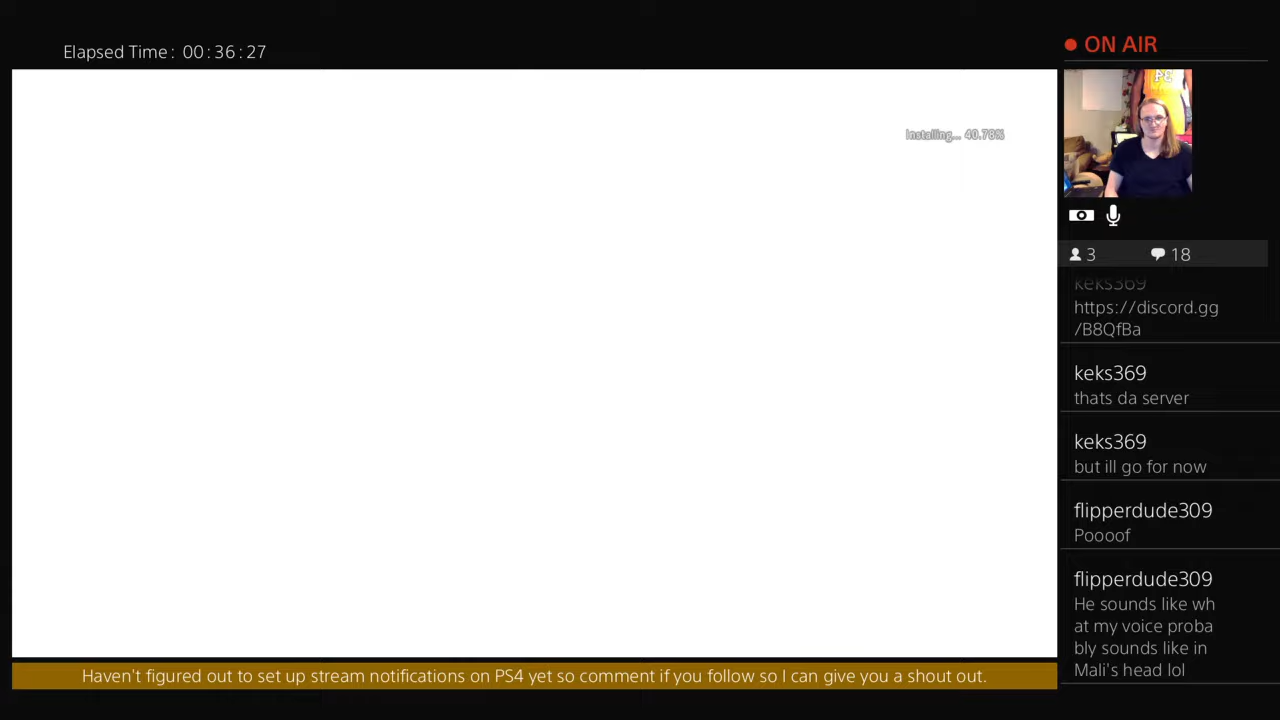 Elapsed Time: 00:36:27
ON AIR
34
Installing... 40.78%
3 18
keks369
https://discord.gg
/B8QfBa
keks369
thats da server
keks369
but ill go for now
flipperdude309
Poooof
flipperdude309
He sounds like wh
at my voice proba
bly sounds like in
Mali's head lol
Haven't figured out to set up stream notifications on PS4 yet so comment if you follow so I can give you a shout out.